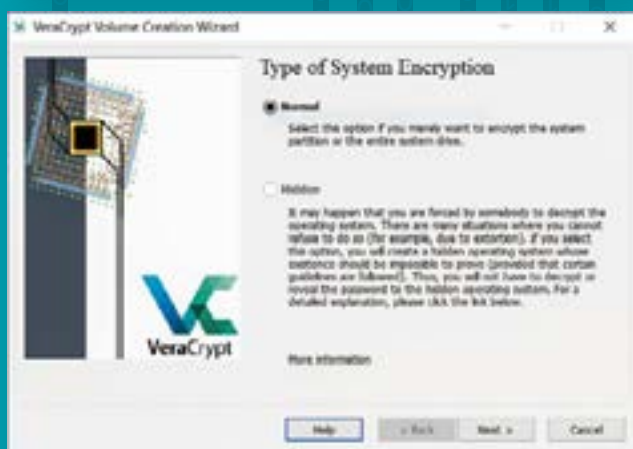 VeraCrypt Volume Creation Wizard
Type of System Encryption
Normal
Select the option if you merely want to encrypt the system
partition or the entire system drive.
Hidden
It may happen that you are forced by somebody to decrypt the
operating system. There are many situations where you cannot
refuse to do so (for example, due to extortion). If you select
this option, you will create a hidden operating system whose
existence should be impossible to prove (provided that certain
guidelines are followed). Thus, you will not have to decrypt or
reveal the password to the hidden operating system. For a
detailed explanation, please click the link below.
VeraCrypt
More information
Help
< Back
Next >
Cancel